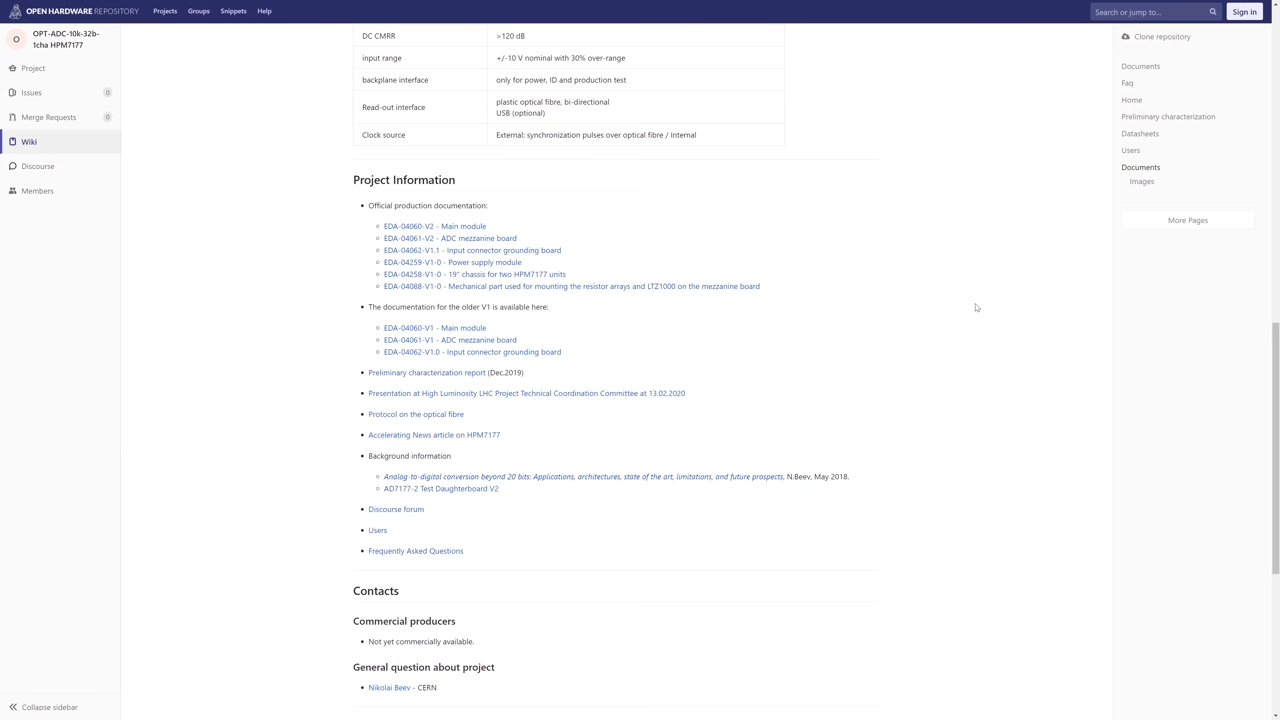 OPEN HARDWARE REPOSITORY
Projects
Groups
Snippets
Help
Search or jump to...
Sign in
O
OPT-ADC-10k-32b-
1cha HPM7177
Project
Issues 0
Merge Requests 0
Wiki
Discourse
Members
Collapse sidebar
DC CMRR >120 dB
input range +/-10 V nominal with 30% over-range
backplane interface only for power, ID and production test
Read-out interface plastic optical fibre, bi-directional
USB (optional)
Clock source External: synchronization pulses over optical fibre / Internal
Project Information
• Official production documentation:
EDA-04060-V2 - Main module
EDA-04061-V2 - ADC mezzanine board
EDA-04062-V1.1 - Input connector grounding board
EDA-04259-V1-0 - Power supply module
EDA-04258-V1-0 - 19" chassis for two HPM7177 units
EDA-04088-V1-0 - Mechanical part used for mounting the resistor arrays and LTZ1000 on the mezzanine board
• The documentation for the older V1 is available here:
EDA-04060-V1 - Main module
EDA-04061-V1 - ADC mezzanine board
EDA-04062-V1.0 - Input connector grounding board
• Preliminary characterization report (Dec.2019)
• Presentation at High Luminosity LHC Project Technical Coordination Committee at 13.02.2020
• Protocol on the optical fibre
• Accelerating News article on HPM7177
• Background information
Analog-to-digital conversion beyond 20 bits: Applications, architectures, state of the art, limitations, and future prospects, N.Beev, May 2018.
AD7177-2 Test Daughterboard V2
• Discourse forum
• Users
• Frequently Asked Questions
Contacts
Commercial producers
• Not yet commercially available.
General question about project
• Nikolai Beev - CERN
Clone repository
Documents
Faq
Home
Preliminary characterization
Datasheets
Users
Documents
Images
More Pages